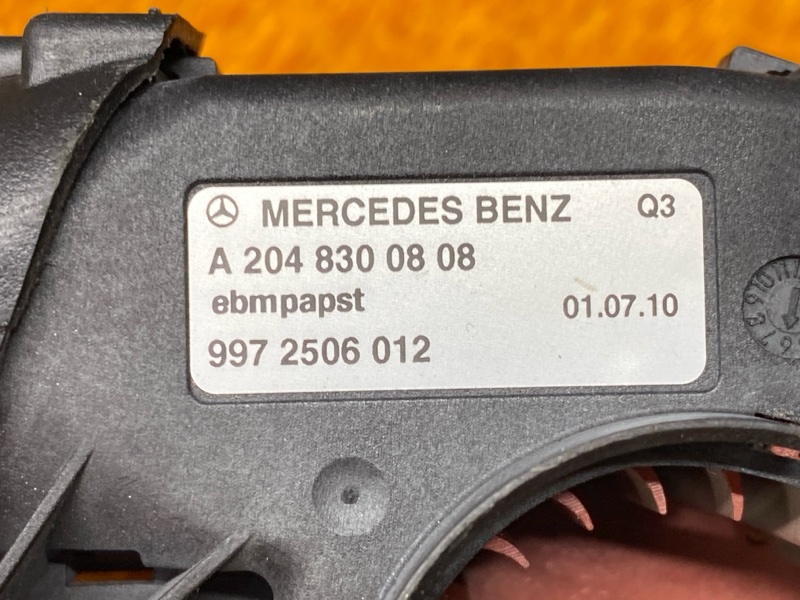 MERCEDES BENZ Q3
A 204 830 08 08
ebmpapst 01.07.10
997 2506 012